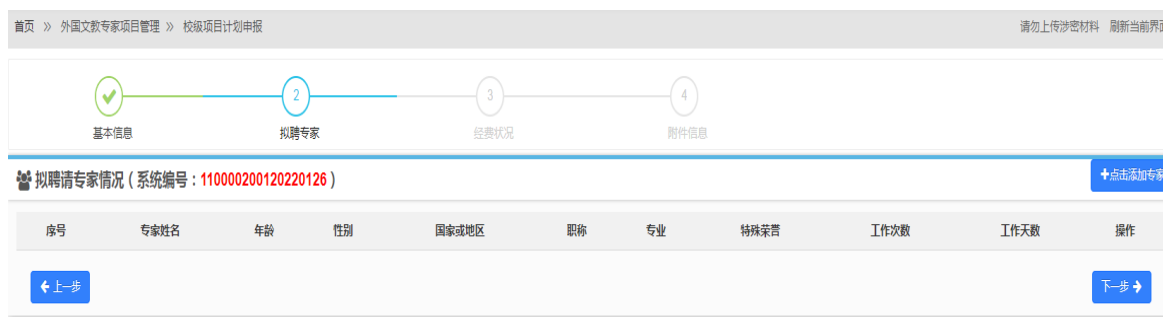 首页 » 外国文教专家项目管理 » 校级项目计划申报 请勿上传涉密材料 刷新当前界面
2 3 4
基本信息 拟聘专家 经费状况 附件信息
拟聘请专家情况（系统编号：110000200120220126） +点击添加专家
序号 专家姓名 年龄 性别 国家或地区 职称 专业 特殊荣誉 工作次数 工作天数 操作
上一步 下一步